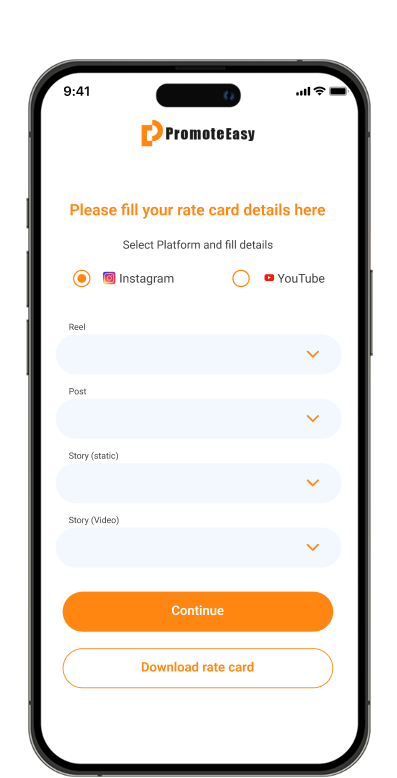 9:41
PromoteEasy
Please fill your rate card details here
Select Platform and fill details
Instagram
YouTube
Reel
Post
Story (static)
Story (Video)
Continue
Download rate card